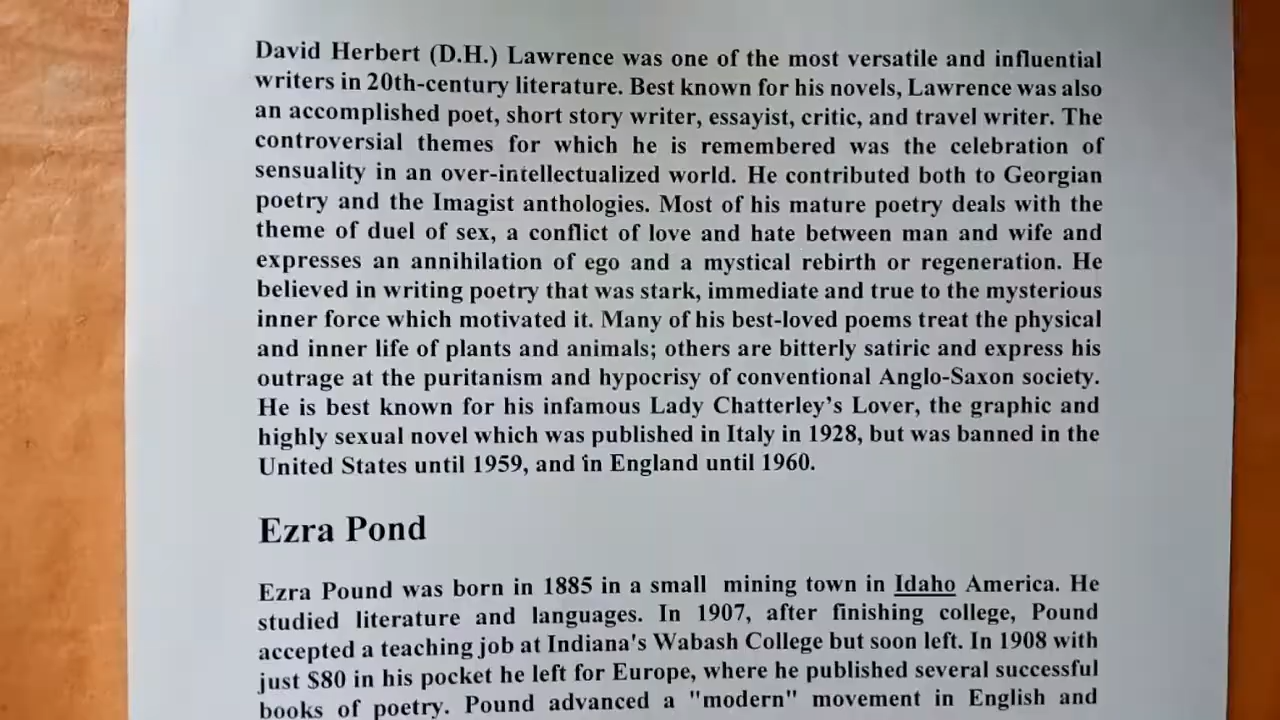 David Herbert (D.H.) Lawrence was one of the most versatile and influential
writers in 20th-century literature. Best known for his novels, Lawrence was also
an accomplished poet, short story writer, essayist, critic, and travel writer. The
controversial themes for which he is remembered was the celebration of
sensuality in an over-intellectualized world. He contributed both to Georgian
poetry and the Imagist anthologies. Most of his mature poetry deals with the
theme of duel of sex, a conflict of love and hate between man and wife and
expresses an annihilation of ego and a mystical rebirth or regeneration. He
believed in writing poetry that was stark, immediate and true to the mysterious
inner force which motivated it. Many of his best-loved poems treat the physical
and inner life of plants and animals; others are bitterly satiric and express his
outrage at the puritanism and hypocrisy of conventional Anglo-Saxon society.
He is best known for his infamous Lady Chatterley’s Lover, the graphic and
highly sexual novel which was published in Italy in 1928, but was banned in the
United States until 1959, and in England until 1960.
Ezra Pond
Ezra Pound was born in 1885 in a small mining town in Idaho America. He
studied literature and languages. In 1907, after finishing college, Pound
accepted a teaching job at Indiana's Wabash College but soon left. In 1908 with
just $80 in his pocket he left for Europe, where he published several successful
books of poetry. Pound advanced a "modern" movement in English and